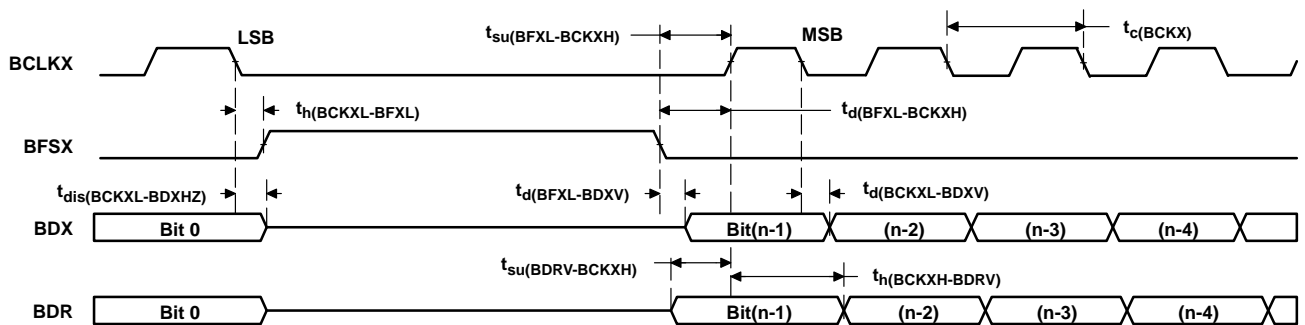 LSB
t_su(BFXL-BCKXH)
MSB
t_c(BCKX)
BCLKX
t_h(BCKXL-BFXL)
t_d(BFXL-BCKXH)
BFSX
t_dis(BCKXL-BDXHZ)
t_d(BFXL-BDXV)
t_d(BCKXL-BDXV)
BDX Bit 0 Bit(n-1) (n-2) (n-3) (n-4)
t_su(BDRV-BCKXH)
t_h(BCKXH-BDRV)
BDR Bit 0 Bit(n-1) (n-2) (n-3) (n-4)